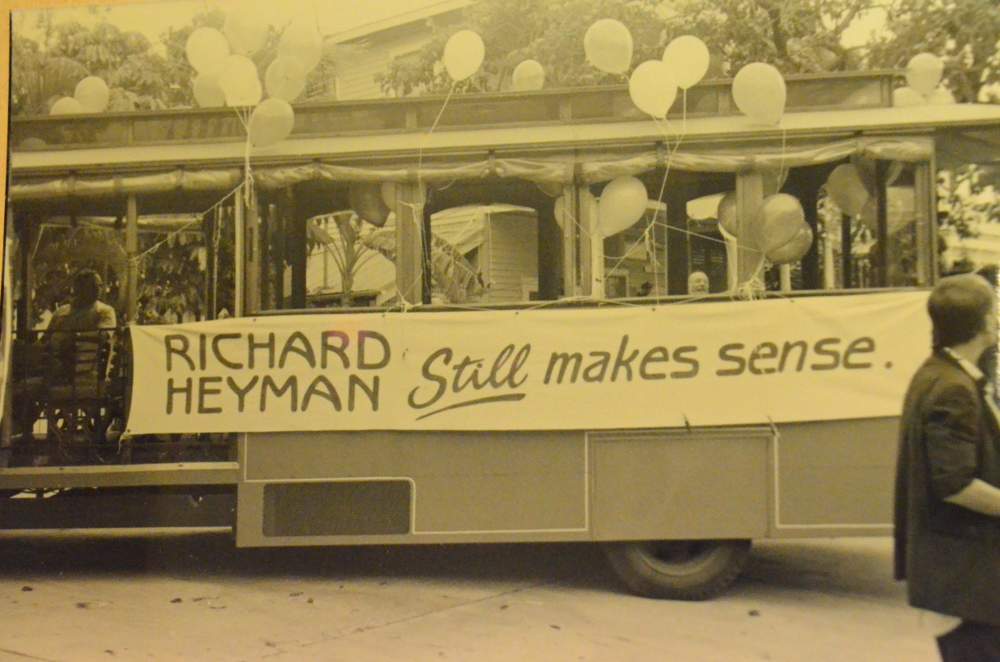 RICHARD
HEYMAN
Still makes sense.